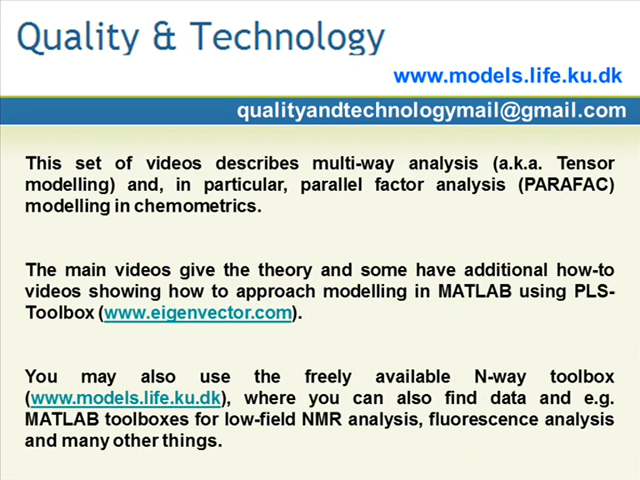 Quality & Technology
www.models.life.ku.dk
qualityandtechnologymail@gmail.com
This set of videos describes multi-way analysis (a.k.a. Tensor
modelling) and, in particular, parallel factor analysis (PARAFAC)
modelling in chemometrics.
The main videos give the theory and some have additional how-to
videos showing how to approach modelling in MATLAB using PLS-
Toolbox (www.eigenvector.com).
You may also use the freely available N-way toolbox
(www.models.life.ku.dk), where you can also find data and e.g.
MATLAB toolboxes for low-field NMR analysis, fluorescence analysis
and many other things.